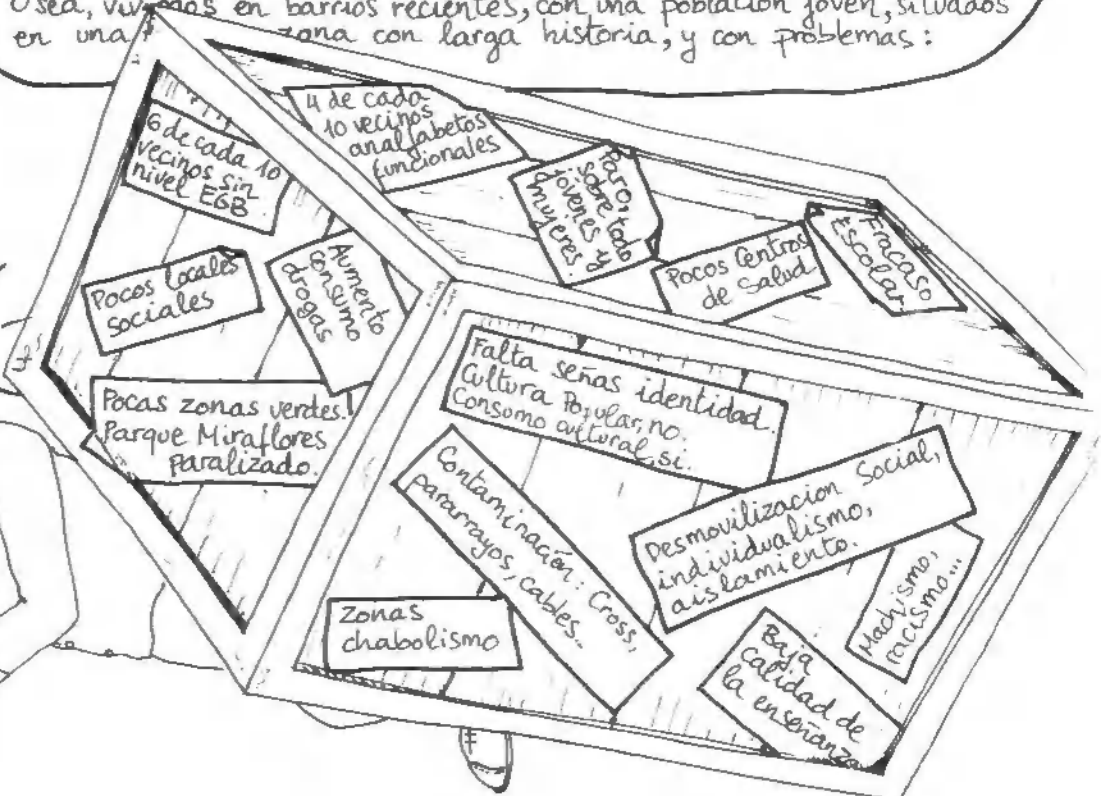 Osea, vivimos en barrios recientes, con una población joven, situados
en una zona con larga historia, y con problemas:
6 de cada 10
vecinos sin
nivel EGB
4 de cada
10 vecinos
analfabetos
funcionales
Paro,
sobre todo
jóvenes y
mujeres.
Pocos Centros
de Salud
Fracaso
Escolar.
Pocos locales
sociales
Aumento
consumo
drogas
Pocas zonas verdes!
Parque Miraflores
paralizado.
Falta señas identidad.
Cultura Popular, no.
Consumo cultural, si.
Contaminación: Cross,
pararrayos, cables...
Desmovilizacion Social,
individualismo,
aislamiento.
Machismo,
racismo...
Zonas
chabolismo
Baja
calidad de
la enseñanza